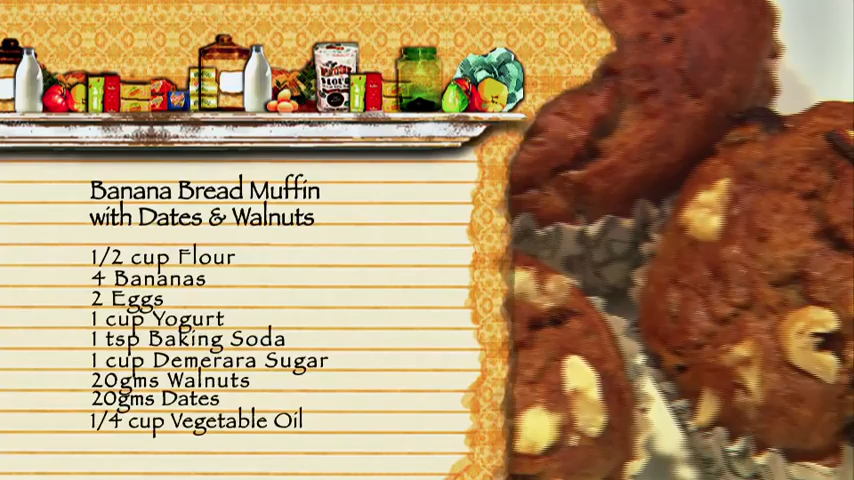 FLOUR
Banana Bread Muffin
with Dates & Walnuts
1/2 cup Flour
4 Bananas
2 Eggs
1 cup Yogurt
1 tsp Baking Soda
1 cup Demerara Sugar
20gms Walnuts
20gms Dates
1/4 cup Vegetable Oil